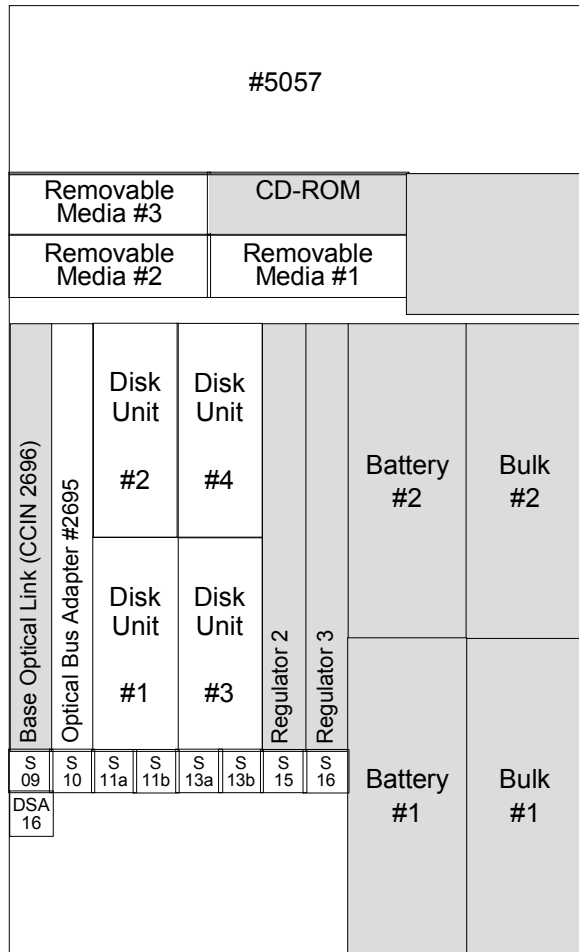 #5057
Removable
Media #3
CD-ROM
Removable
Media #2
Removable
Media #1
Base Optical Link (CCIN 2696)
Optical Bus Adapter #2695
Disk
Unit
#2
Disk
Unit
#4
Disk
Unit
#1
Disk
Unit
#3
Regulator 2
Regulator 3
Battery
#2
Bulk
#2
S
09
S
10
S
11a
S
11b
S
13a
S
13b
S
15
S
16
Battery
#1
Bulk
#1
DSA
16